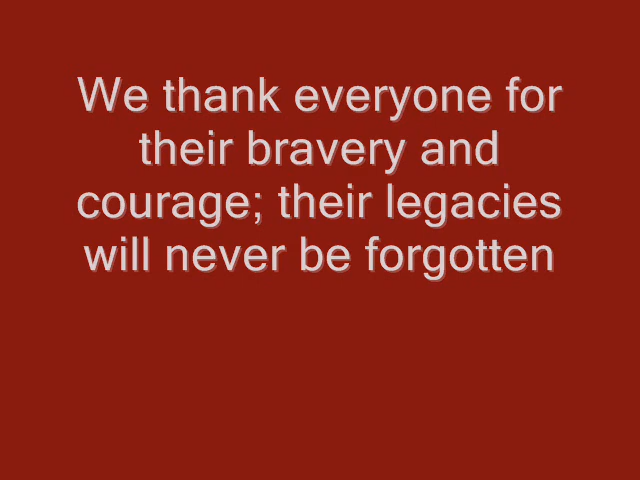 We thank everyone for
their bravery and
courage; their legacies
will never be forgotten